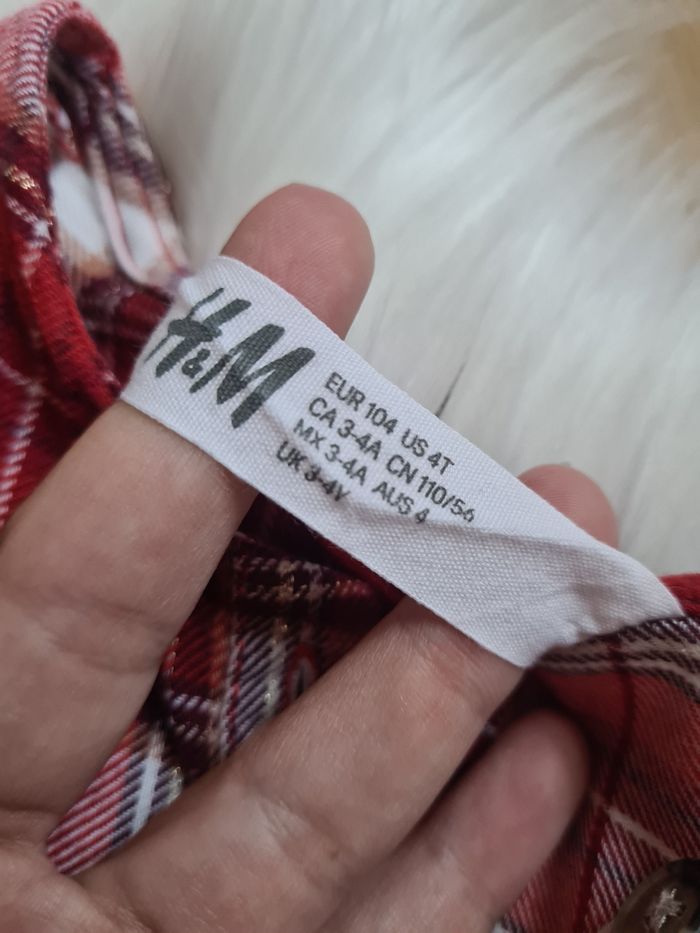 H&M
EUR 104 US 4T
CA 3-4A CN 110/56
MX 3-4A AUS 4
UK 3-4Y